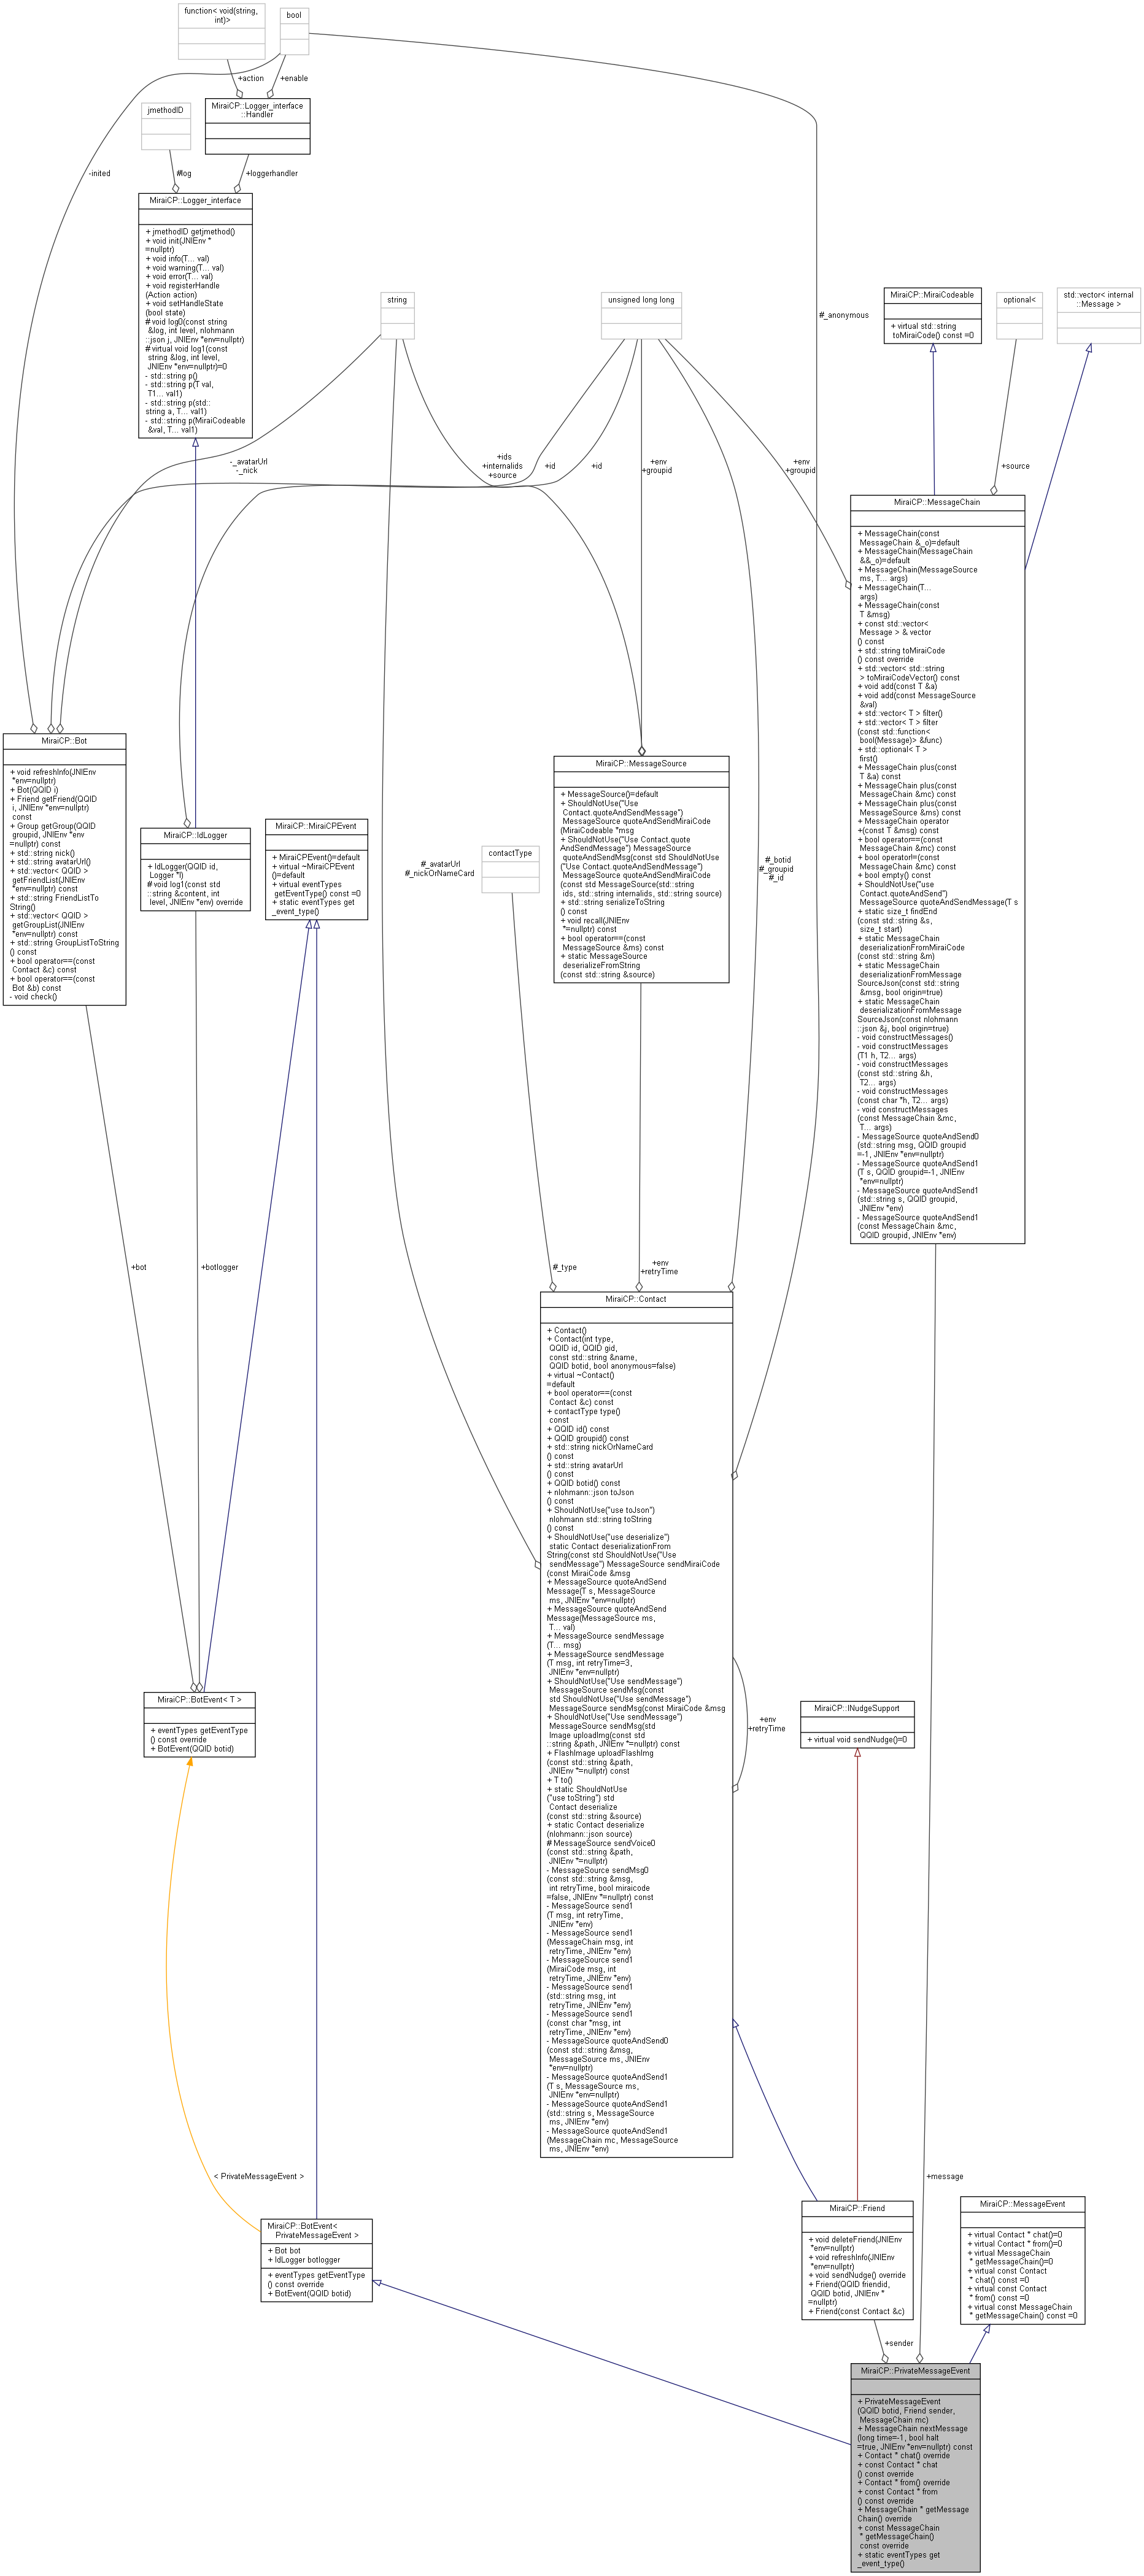 function< void(string,
int)>
bool
+action
+enable
jmethodID
MiraiCP::Logger_interface
::Handler
-inited
#log
+loggerhandler
MiraiCP::Logger_interface
+ jmethodID getjmethod()
+ void init(JNIEnv *
=nullptr)
+ void info(T... val)
+ void warning(T... val)
+ void error(T... val)
+ void registerHandle
(Action action)
+ void setHandleState
(bool state)
# void log0(const string
&log, int level, nlohmann
::json j, JNIEnv *env=nullptr)
# virtual void log1(const
string &log, int level,
JNIEnv *env=nullptr)=0
- std::string p()
- std::string p(T val,
T1... val1)
- std::string p(std::
string a, T... val1)
- std::string p(MiraiCodeable
&val, T... val1)
string
unsigned long long
#_anonymous
MiraiCP::MiraiCodeable
+ virtual std::string
toMiraiCode() const =0
optional<
std::vector< internal
::Message >
-_avatarUrl
-_nick
+ids
+internalids
+source
+id
+id
+env
+groupid
+env
+groupid
+source
MiraiCP::MessageChain
+ MessageChain(const
MessageChain &_o)=default
+ MessageChain(MessageChain
&&_o)=default
+ MessageChain(MessageSource
ms, T... args)
+ MessageChain(T...
args)
+ MessageChain(const
T &msg)
+ const std::vector<
Message > & vector
() const
+ std::string toMiraiCode
() const override
+ std::vector< std::string
> toMiraiCodeVector() const
+ void add(const T &a)
+ void add(const MessageSource
&val)
+ std::vector< T > filter()
+ std::vector< T > filter
(const std::function<
bool(Message)> &func)
+ std::optional< T >
first()
+ MessageChain plus(const
T &a) const
+ MessageChain plus(const
MessageChain &mc) const
+ MessageChain plus(const
MessageSource &ms) const
+ MessageChain operator
+(const T &msg) const
+ bool operator==(const
MessageChain &mc) const
+ bool operator!=(const
MessageChain &mc) const
+ bool empty() const
+ ShouldNotUse("use
Contact.quoteAndSend")
MessageSource quoteAndSendMessage(T s
+ static size_t findEnd
(const std::string &s,
size_t start)
+ static MessageChain
deserializationFromMiraiCode
(const std::string &m)
+ static MessageChain
deserializationFromMessage
SourceJson(const std::string
&msg, bool origin=true)
+ static MessageChain
deserializationFromMessage
SourceJson(const nlohmann
::json &j, bool origin=true)
- void constructMessages()
- void constructMessages
(T1 h, T2... args)
- void constructMessages
(const std::string &h,
T2... args)
- void constructMessages
(const char *h, T2... args)
- void constructMessages
(const MessageChain &mc,
T... args)
- MessageSource quoteAndSend0
(std::string msg, QQID groupid
=-1, JNIEnv *env=nullptr)
- MessageSource quoteAndSend1
(T s, QQID groupid=-1, JNIEnv
*env=nullptr)
- MessageSource quoteAndSend1
(std::string s, QQID groupid,
JNIEnv *env)
- MessageSource quoteAndSend1
(const MessageChain &mc,
QQID groupid, JNIEnv *env)
MiraiCP::Bot
+ void refreshInfo(JNIEnv
*env=nullptr)
+ Bot(QQID i)
+ Friend getFriend(QQID
i, JNIEnv *env=nullptr)
const
+ Group getGroup(QQID
groupid, JNIEnv *env
=nullptr) const
+ std::string nick()
+ std::string avatarUrl()
+ std::vector< QQID >
getFriendList(JNIEnv
*env=nullptr) const
+ std::string FriendListTo
String()
+ std::vector< QQID >
getGroupList(JNIEnv
*env=nullptr) const
+ std::string GroupListToString
() const
+ bool operator==(const
Contact &c) const
+ bool operator==(const
Bot &b) const
- void check()
MiraiCP::IdLogger
+ IdLogger(QQID id,
Logger *l)
# void log1(const std
::string &content, int
level, JNIEnv *env) override
MiraiCP::MiraiCPEvent
+ MiraiCPEvent()=default
+ virtual ~MiraiCPEvent
()=default
+ virtual eventTypes
getEventType() const =0
+ static eventTypes get
_event_type()
#_avatarUrl
#_nickOrNameCard
contactType
MiraiCP::MessageSource
+ MessageSource()=default
+ ShouldNotUse("Use
Contact.quoteAndSendMessage")
MessageSource quoteAndSendMiraiCode
(MiraiCodeable *msg
+ ShouldNotUse("Use Contact.quote
AndSendMessage") MessageSource
quoteAndSendMsg(const std ShouldNotUse
("Use Contact.quoteAndSendMessage")
MessageSource quoteAndSendMiraiCode
(const std MessageSource(std::string
ids, std::string internalids, std::string source)
+ std::string serializeToString
() const
+ void recall(JNIEnv
*=nullptr) const
+ bool operator==(const
MessageSource &ms) const
+ static MessageSource
deserializeFromString
(const std::string &source)
#_botid
#_groupid
#_id
+bot
+botlogger
#_type
+env
+retryTime
MiraiCP::Contact
+ Contact()
+ Contact(int type,
QQID id, QQID gid,
const std::string &name,
QQID botid, bool anonymous=false)
+ virtual ~Contact()
=default
+ bool operator==(const
Contact &c) const
+ contactType type()
const
+ QQID id() const
+ QQID groupid() const
+ std::string nickOrNameCard
() const
+ std::string avatarUrl
() const
+ QQID botid() const
+ nlohmann::json toJson
() const
+ ShouldNotUse("use toJson")
nlohmann std::string toString
() const
+ ShouldNotUse("use deserialize")
static Contact deserializationFrom
String(const std ShouldNotUse("Use
sendMessage") MessageSource sendMiraiCode
(const MiraiCode &msg
+ MessageSource quoteAndSend
Message(T s, MessageSource
ms, JNIEnv *env=nullptr)
+ MessageSource quoteAndSend
Message(MessageSource ms,
T... val)
+ MessageSource sendMessage
(T... msg)
+ MessageSource sendMessage
(T msg, int retryTime=3,
JNIEnv *env=nullptr)
+ ShouldNotUse("Use sendMessage")
MessageSource sendMsg(const
std ShouldNotUse("Use sendMessage")
MessageSource sendMsg(const MiraiCode &msg
+ ShouldNotUse("Use sendMessage")
MessageSource sendMsg(std
Image uploadImg(const std
::string &path, JNIEnv *=nullptr) const
+ FlashImage uploadFlashImg
(const std::string &path,
JNIEnv *=nullptr) const
+ T to()
+ static ShouldNotUse
("use toString") std
Contact deserialize
(const std::string &source)
+ static Contact deserialize
(nlohmann::json source)
# MessageSource sendVoice0
(const std::string &path,
JNIEnv *=nullptr)
- MessageSource sendMsg0
(const std::string &msg,
int retryTime, bool miraicode
=false, JNIEnv *=nullptr) const
- MessageSource send1
(T msg, int retryTime,
JNIEnv *env)
- MessageSource send1
(MessageChain msg, int
retryTime, JNIEnv *env)
- MessageSource send1
(MiraiCode msg, int
retryTime, JNIEnv *env)
- MessageSource send1
(std::string msg, int
retryTime, JNIEnv *env)
- MessageSource send1
(const char *msg, int
retryTime, JNIEnv *env)
- MessageSource quoteAndSend0
(const std::string &msg,
MessageSource ms, JNIEnv
*env=nullptr)
- MessageSource quoteAndSend1
(T s, MessageSource ms,
JNIEnv *env=nullptr)
- MessageSource quoteAndSend1
(std::string s, MessageSource
ms, JNIEnv *env)
- MessageSource quoteAndSend1
(MessageChain mc, MessageSource
ms, JNIEnv *env)
+env
+retryTime
MiraiCP::BotEvent< T >
+ eventTypes getEventType
() const override
+ BotEvent(QQID botid)
MiraiCP::INudgeSupport
+ virtual void sendNudge()=0
< PrivateMessageEvent >
+message
MiraiCP::BotEvent<
PrivateMessageEvent >
+ Bot bot
+ IdLogger botlogger
+ eventTypes getEventType
() const override
+ BotEvent(QQID botid)
MiraiCP::Friend
+ void deleteFriend(JNIEnv
*env=nullptr)
+ void refreshInfo(JNIEnv
*env=nullptr)
+ void sendNudge() override
+ Friend(QQID friendid,
QQID botid, JNIEnv *
=nullptr)
+ Friend(const Contact &c)
MiraiCP::MessageEvent
+ virtual Contact * chat()=0
+ virtual Contact * from()=0
+ virtual MessageChain
* getMessageChain()=0
+ virtual const Contact
* chat() const =0
+ virtual const Contact
* from() const =0
+ virtual const MessageChain
* getMessageChain() const =0
+sender
MiraiCP::PrivateMessageEvent
+ PrivateMessageEvent
(QQID botid, Friend sender,
MessageChain mc)
+ MessageChain nextMessage
(long time=-1, bool halt
=true, JNIEnv *env=nullptr) const
+ Contact * chat() override
+ const Contact * chat
() const override
+ Contact * from() override
+ const Contact * from
() const override
+ MessageChain * getMessage
Chain() override
+ const MessageChain
* getMessageChain()
const override
+ static eventTypes get
_event_type()